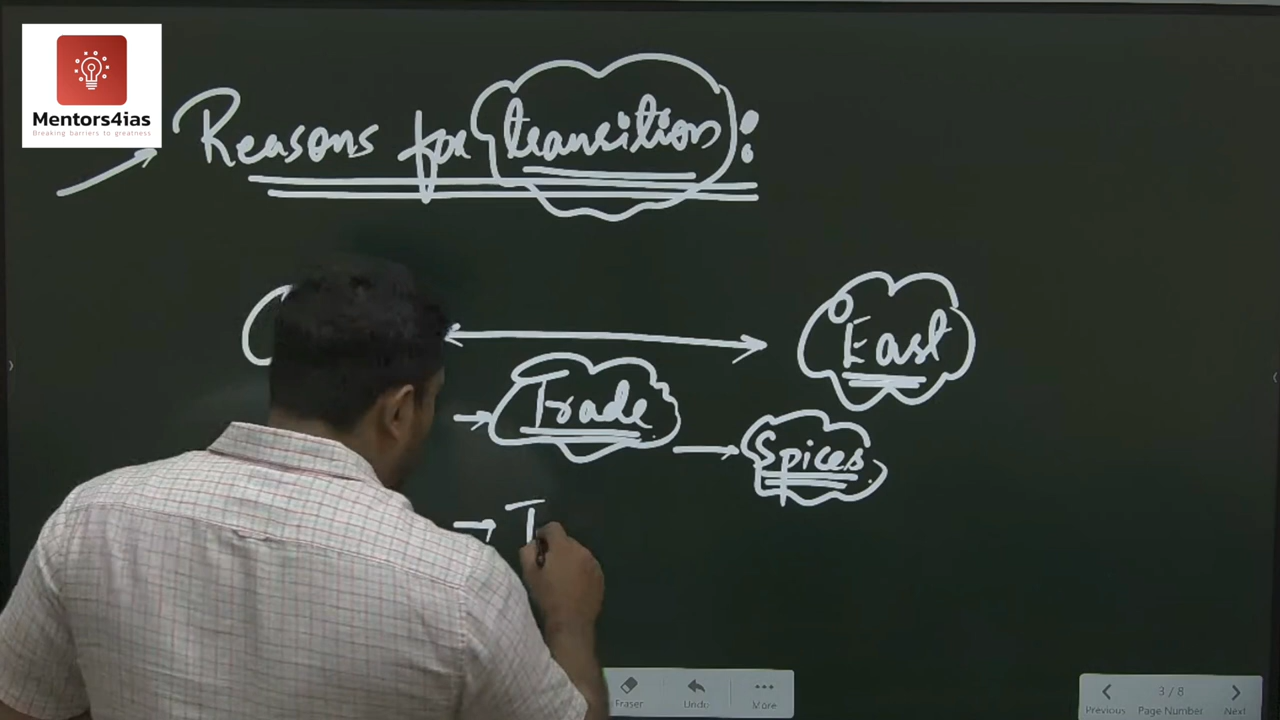 Mentors4ias
Breaking barriers to greatness
Reasons for transition:
East
Trade
Spices
Eraser
Undo
More
3 / 8
Previous
Page Number
Next